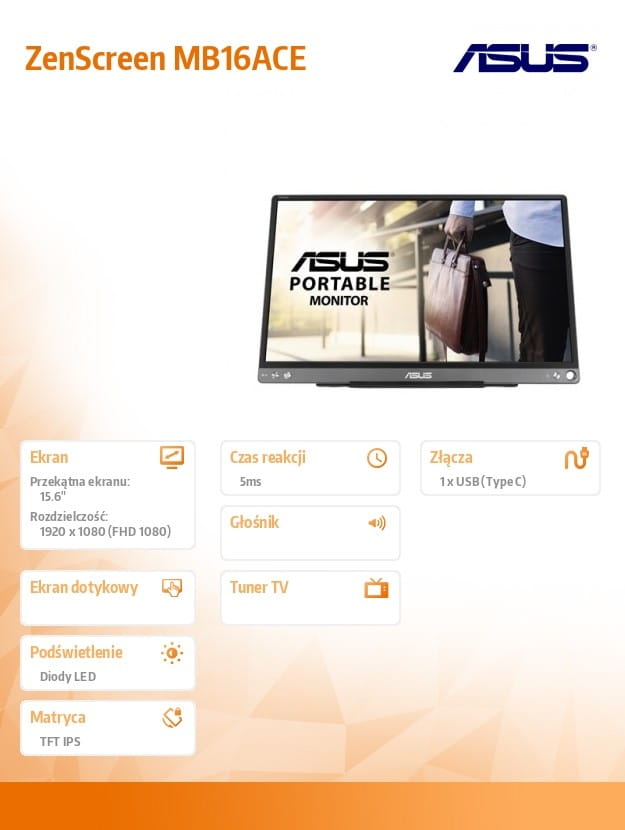 ZenScreen MB16ACE
ASUS®
ASUS®
PORTABLE
MONITOR
ASUS
Ekran
Przekątna ekranu:
15.6"
Rozdzielczość:
1920 x 1080 (FHD 1080)
Czas reakcji
5ms
Złącza
1 x USB (Type C)
Głośnik
Ekran dotykowy
Tuner TV
Podświetlenie
Diody LED
Matryca
TFT IPS